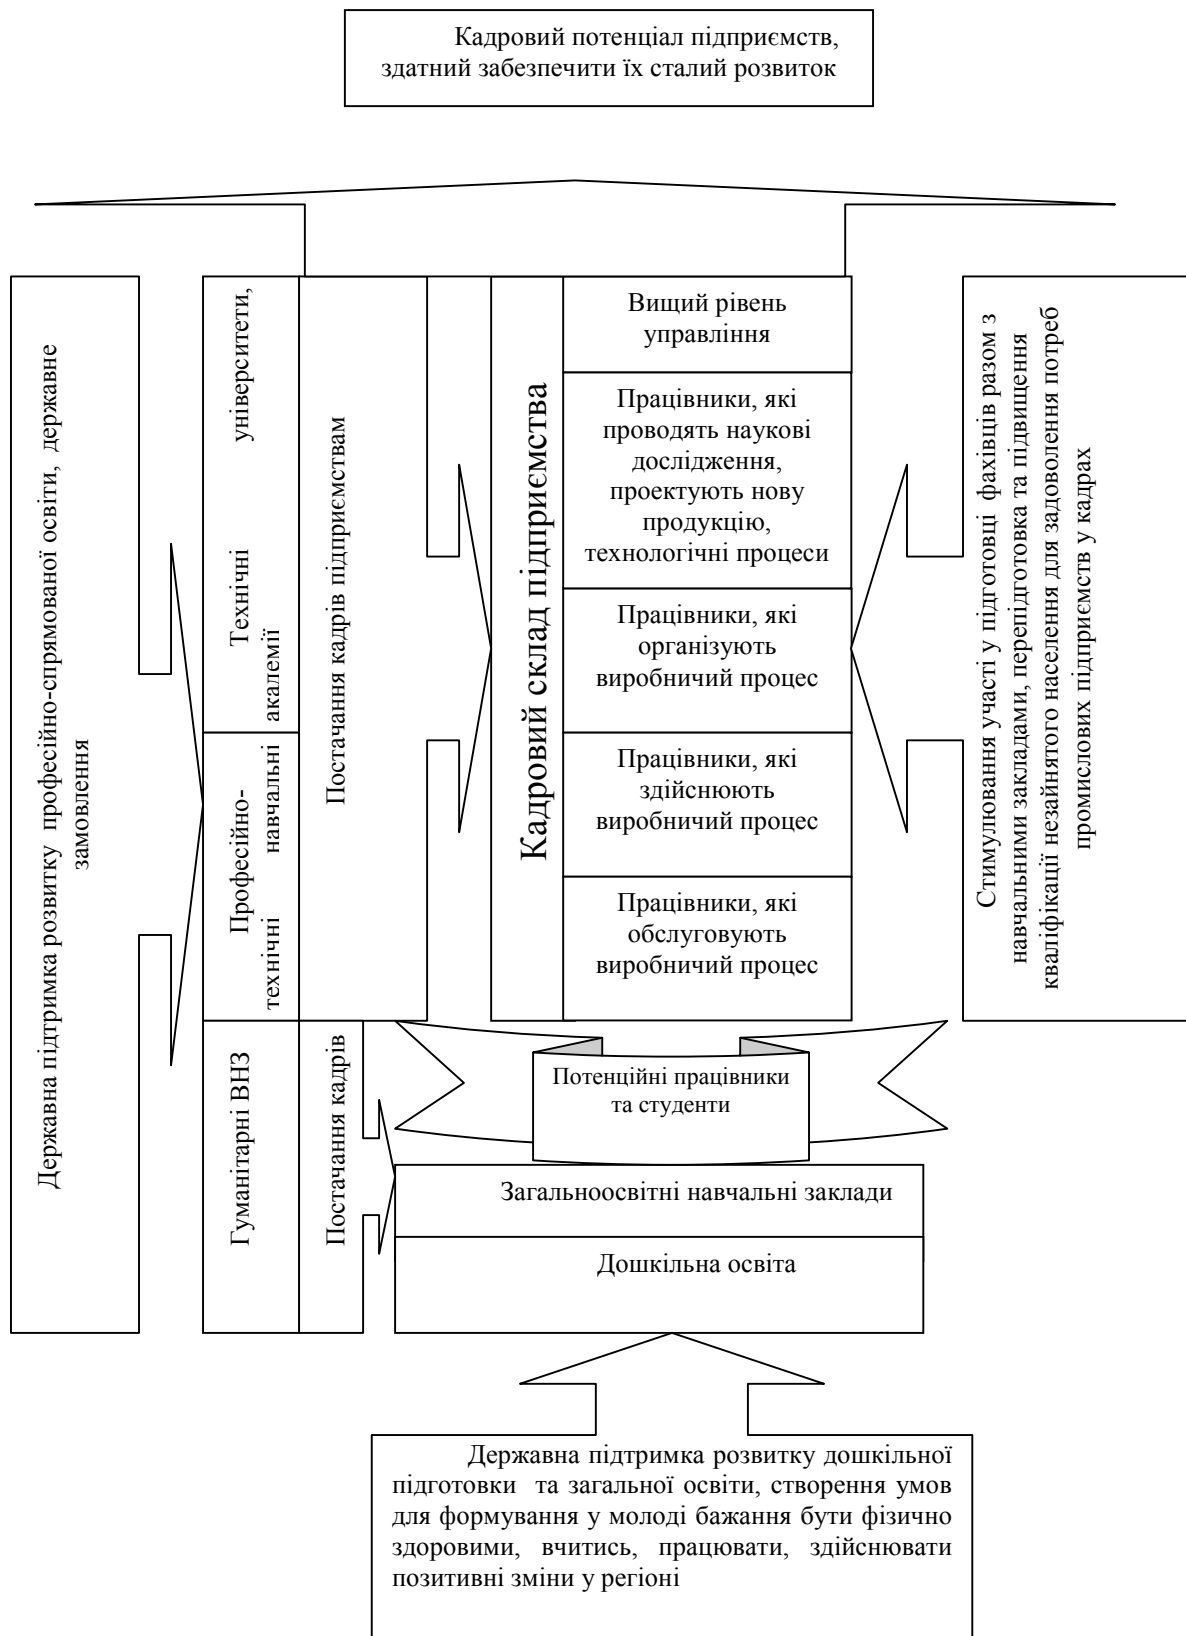 Кадровий потенціал підприємств,
здатний забезпечити їх сталий розвиток
Державна підтримка розвитку професійно-спрямованої освіти, державне
замовлення
Технічні університети,
академії
Професійно-
технічні навчальні
Гуманітарні ВНЗ
Постачання кадрів підприємствам
Постачання кадрів
Кадровий склад підприємства
Вищий рівень
управління
Працівники, які
проводять наукові
дослідження,
проектують нову
продукцію,
технологічні процеси
Працівники, які
організують
виробничий процес
Працівники, які
здійснюють
виробничий процес
Працівники, які
обслуговують
виробничий процес
Стимулювання участі у підготовці фахівців разом з
навчальними закладами, перепідготовка та підвищення
кваліфікації незайнятого населення для задоволення потреб
промислових підприємств у кадрах
Потенційні працівники
та студенти
Загальноосвітні навчальні заклади
Дошкільна освіта
Державна підтримка розвитку дошкільної
підготовки та загальної освіти, створення умов
для формування у молоді бажання бути фізично
здоровими, вчитись, працювати, здійснювати
позитивні зміни у регіоні